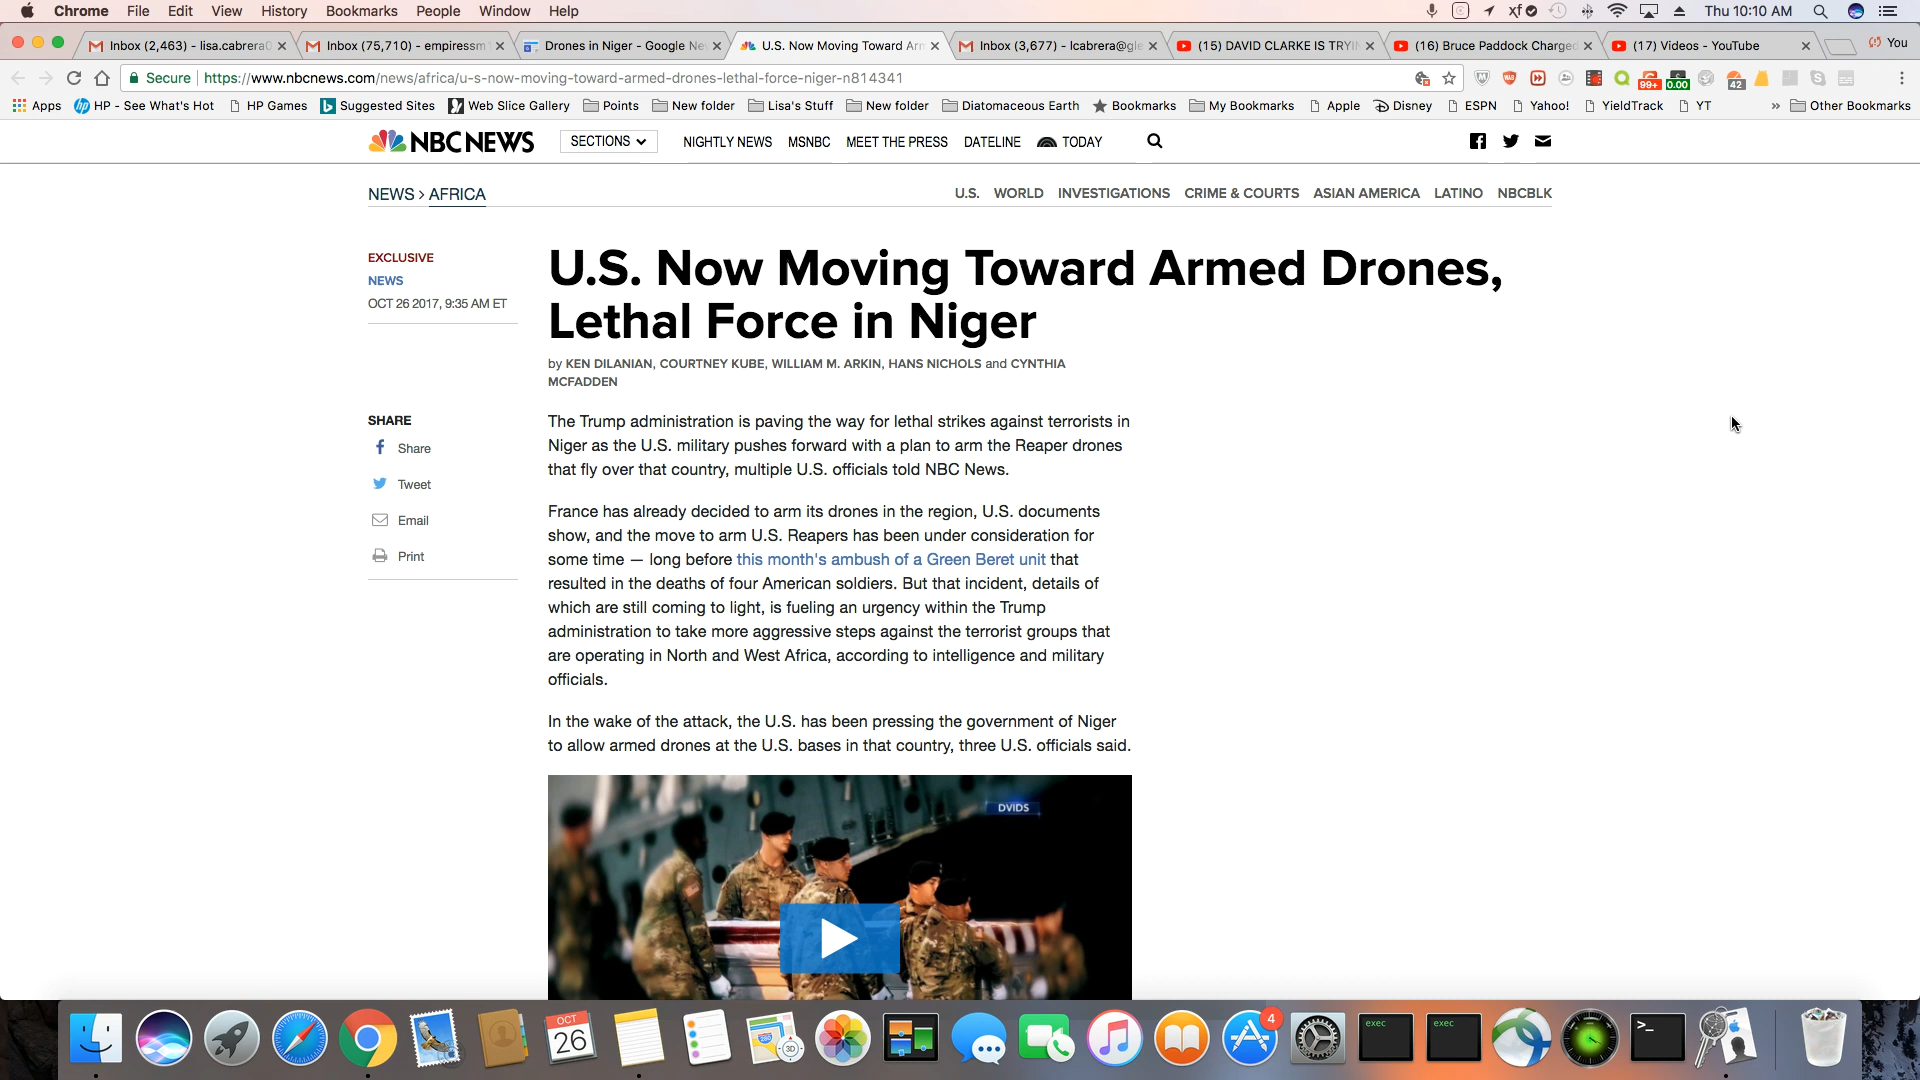 Chrome File Edit View History Bookmarks People Window Help
Thu 10:10 AM
Inbox (2,463) - lisa.cabrera
Inbox (75,710) - empiressm
Drones in Niger - Google Ne
U.S. Now Moving Toward Ar
Inbox (3,677) - lcabrera@gle
(15) DAVID CLARKE IS TRYI
(16) Bruce Paddock Charged
(17) Videos - YouTube
You
Secure https://www.nbcnews.com/news/africa/u-s-now-moving-toward-armed-drones-lethal-force-niger-n814341
99+ 0.00 42
Apps HP - See What's Hot HP Games Suggested Sites Web Slice Gallery Points New folder Lisa's Stuff New folder Diatomaceous Earth Bookmarks My Bookmarks Apple Disney ESPN Yahoo! YieldTrack YT » Other Bookmarks
NBC NEWS SECTIONS NIGHTLY NEWS MSNBC MEET THE PRESS DATELINE TODAY
NEWS > AFRICA
U.S. WORLD INVESTIGATIONS CRIME & COURTS ASIAN AMERICA LATINO NBCBLK
EXCLUSIVE
NEWS
OCT 26 2017, 9:35 AM ET
U.S. Now Moving Toward Armed Drones,
Lethal Force in Niger
by KEN DILANIAN, COURTNEY KUBE, WILLIAM M. ARKIN, HANS NICHOLS and CYNTHIA
MCFADDEN
SHARE
Share
Tweet
Email
Print
The Trump administration is paving the way for lethal strikes against terrorists in
Niger as the U.S. military pushes forward with a plan to arm the Reaper drones
that fly over that country, multiple U.S. officials told NBC News.
France has already decided to arm its drones in the region, U.S. documents
show, and the move to arm U.S. Reapers has been under consideration for
some time — long before this month's ambush of a Green Beret unit that
resulted in the deaths of four American soldiers. But that incident, details of
which are still coming to light, is fueling an urgency within the Trump
administration to take more aggressive steps against the terrorist groups that
are operating in North and West Africa, according to intelligence and military
officials.
In the wake of the attack, the U.S. has been pressing the government of Niger
to allow armed drones at the U.S. bases in that country, three U.S. officials said.
DVIDS
OCT
26
280
3D
4
exec
exec
>_